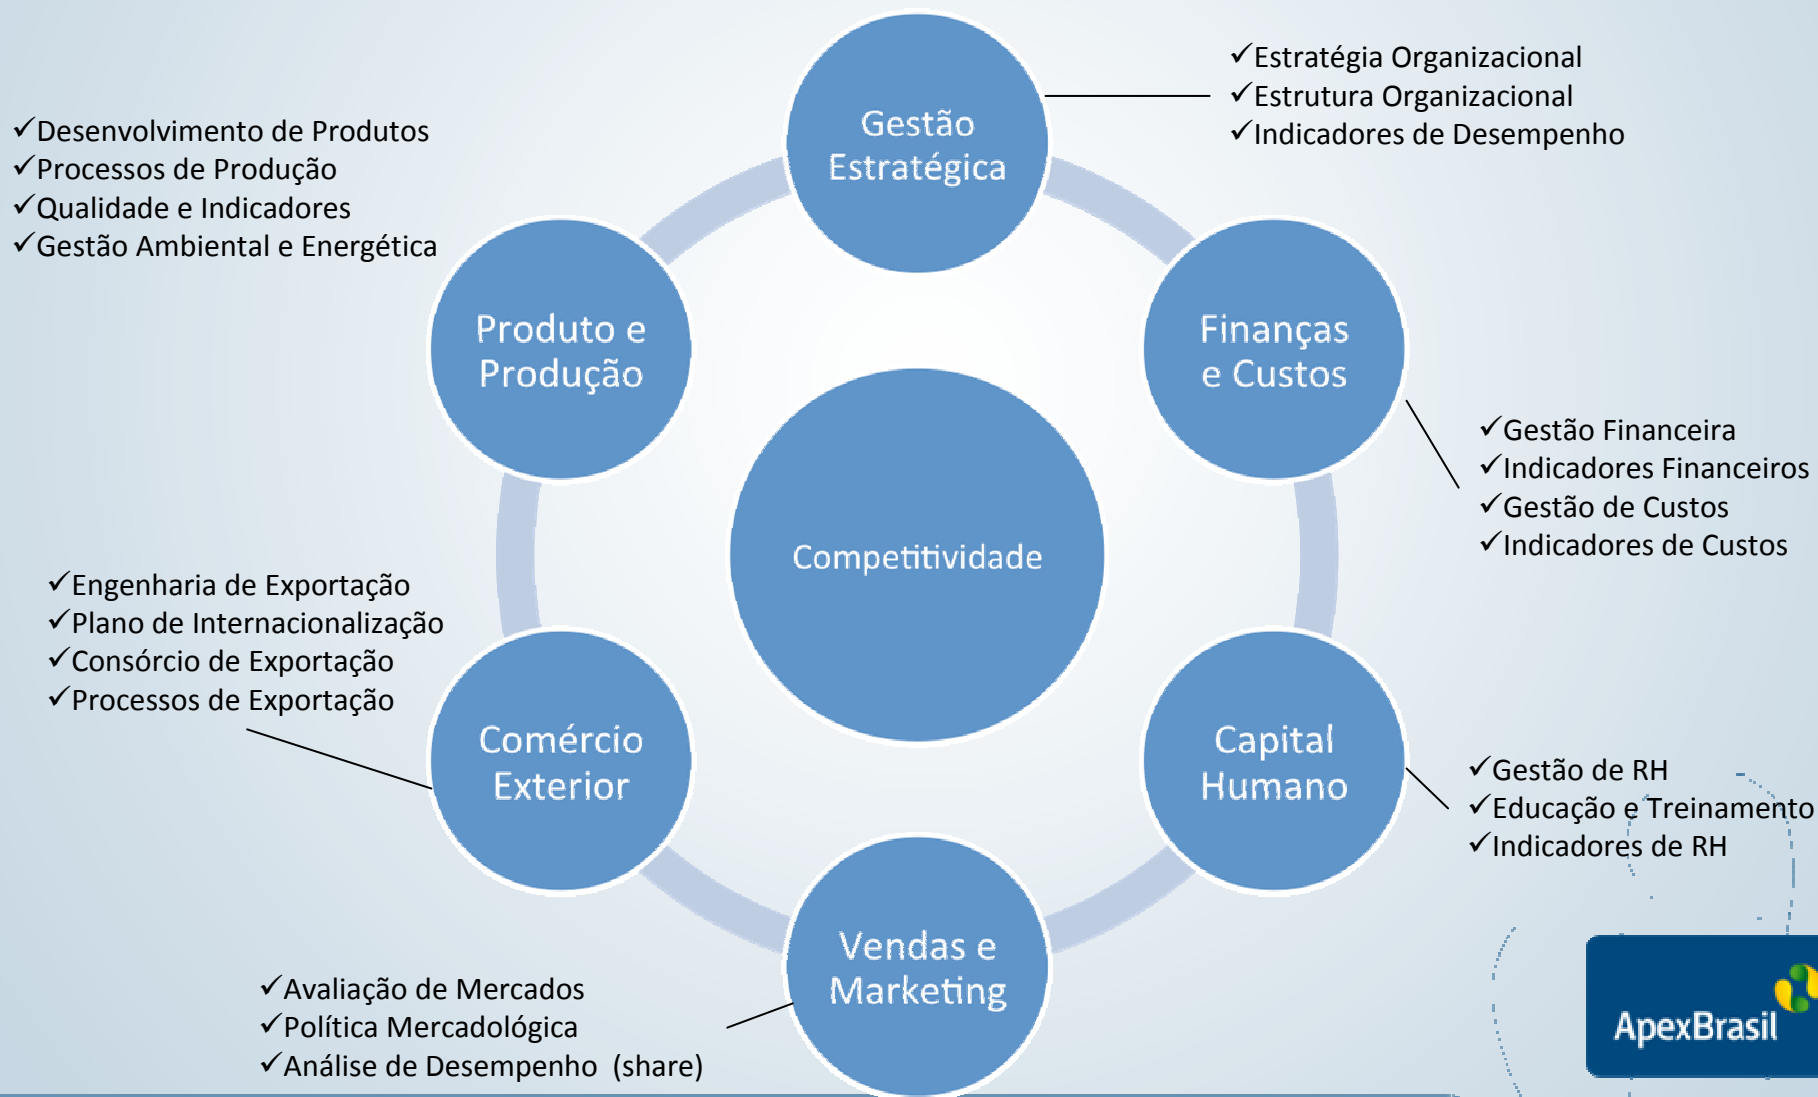 Gestão
Estratégica
✓Estratégia Organizacional
✓Estrutura Organizacional
✓Indicadores de Desempenho
Finanças
e Custos
✓Gestão Financeira
✓Indicadores Financeiros
✓Gestão de Custos
✓Indicadores de Custos
Capital
Humano
✓Gestão de RH
✓Educação e Treinamento
✓Indicadores de RH
Vendas e
Marketing
✓Avaliação de Mercados
✓Política Mercadológica
✓Análise de Desempenho (share)
Comércio
Exterior
✓Engenharia de Exportação
✓Plano de Internacionalização
✓Consórcio de Exportação
✓Processos de Exportação
Produto e
Produção
✓Desenvolvimento de Produtos
✓Processos de Produção
✓Qualidade e Indicadores
✓Gestão Ambiental e Energética
Competitividade
ApexBrasil